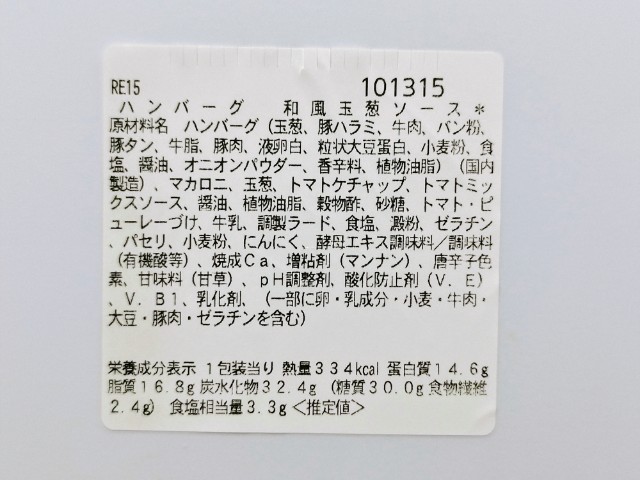 RE15 101315
ハンバーグ 和風玉葱ソース*
原材料名 ハンバーグ(玉葱、豚ハラミ、牛肉、パン粉、
豚タン、牛脂、豚肉、液卵白、粒状大豆蛋白、小麦粉、食
塩、醤油、オニオンパウダー、香辛料、植物油脂)(国内
製造)、マカロニ、玉葱、トマトケチャップ、トマトミッ
クスソース、醤油、植物油脂、穀物酢、砂糖、トマト・ピ
ューレーづけ、牛乳、調製ラード、食塩、澱粉、ゼラチン
、パセリ、小麦粉、にんにく、酵母エキス調味料/調味料
(有機酸等)、焼成Ca、増粘剤(マンナン)、唐辛子色
素、甘味料(甘草)、pH調整剤、酸化防止剤(V.E)
、V.B1、乳化剤、(一部に卵・乳成分・小麦・牛肉・
大豆・豚肉・ゼラチンを含む)
栄養成分表示 1包装当り 熱量334kcal 蛋白質14.6g
脂質16.8g 炭水化物32.4g(糖質30.0g 食物繊維
2.4g) 食塩相当量3.3g<推定値>